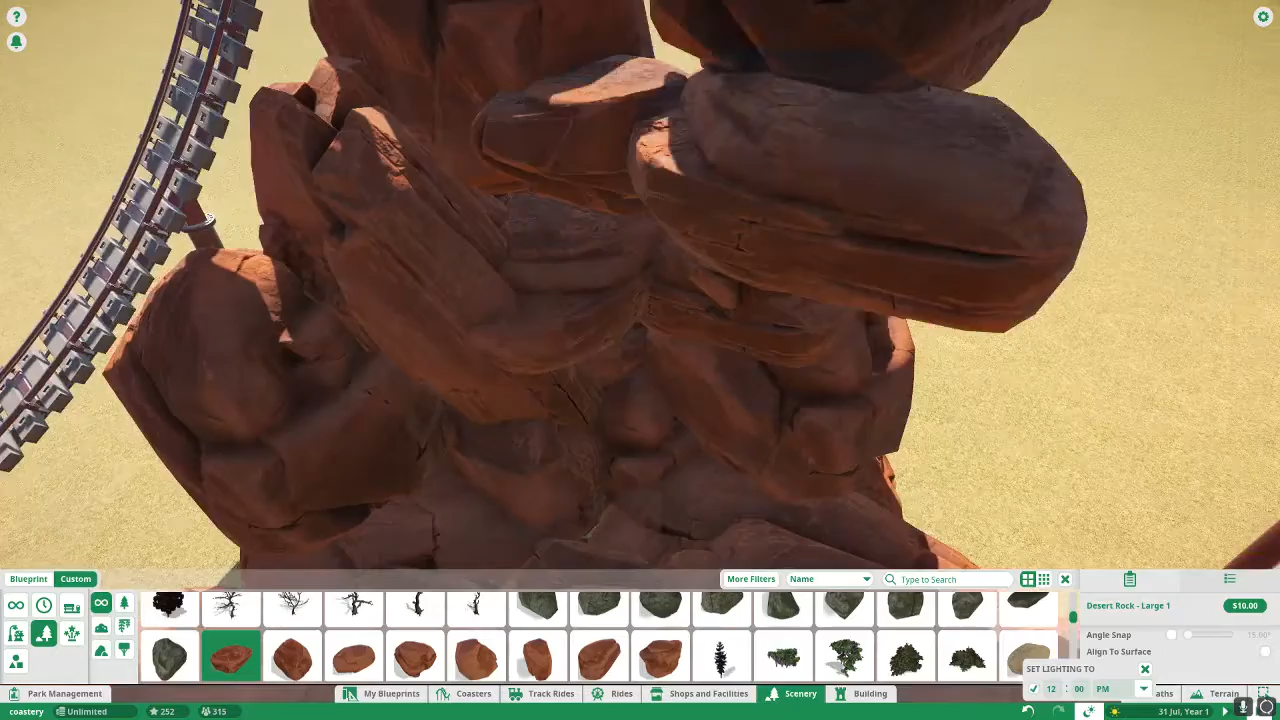 ?
Blueprint Custom
More Filters Name Type to Search
Desert Rock - Large 1 $10.00
Angle Snap 15.00°
Align To Surface
SET LIGHTING TO
12 : 00 PM
Park Management My Blueprints Coasters Track Rides Rides Shops and Facilities Scenery Building Terrain
coastery Unlimited 252 315 31 Jul, Year 1